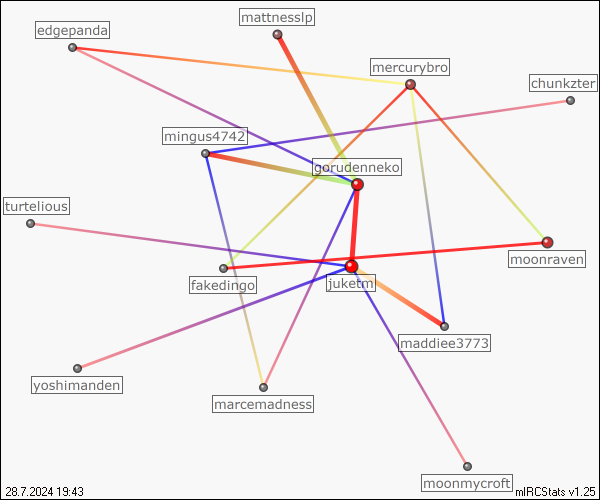 mattnesslp
edgepanda
mercurybro
chunkzter
mingus4742
gorudenneko
turtelious
moonraven
fakedingo
juketm
maddiee3773
yoshimanden
marcemadness
moonmycroft
28.7.2024 19:43
mIRCStats v1.25